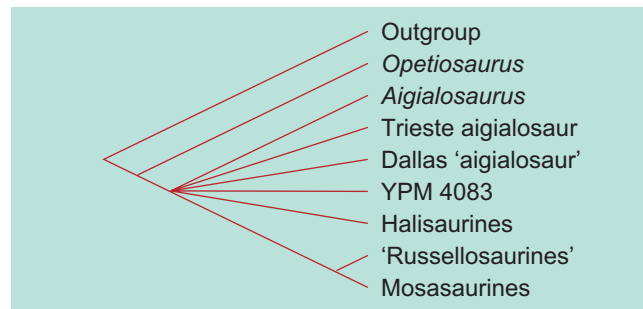 Outgroup
Opetiosaurus
Aigialosaurus
Trieste aigialosaur
Dallas ‘aigialosaur’
YPM 4083
Halisaurines
‘Russellosaurines’
Mosasaurines